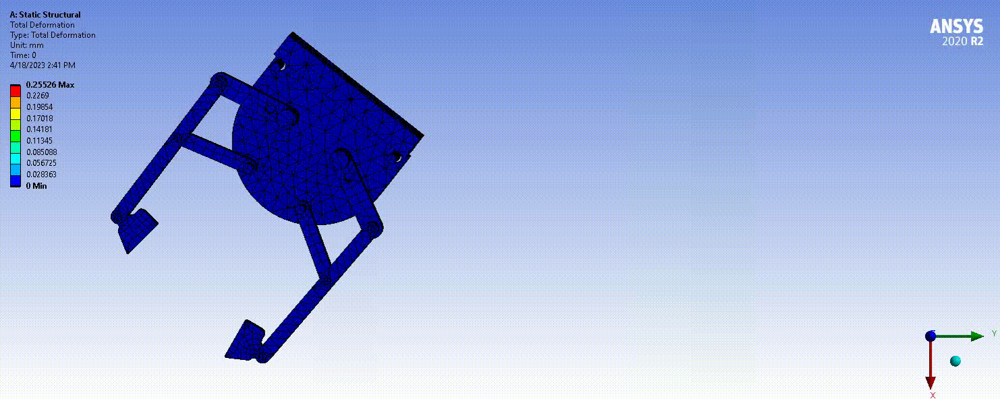 A: Static Structural
Total Deformation
Type: Total Deformation
Unit: mm
Time: 0
4/18/2023 2:41 PM
0.25526 Max
0.2269
0.19854
0.17018
0.14181
0.11345
0.085088
0.056725
0.028363
0 Min
ANSYS
2020 R2
Y
X